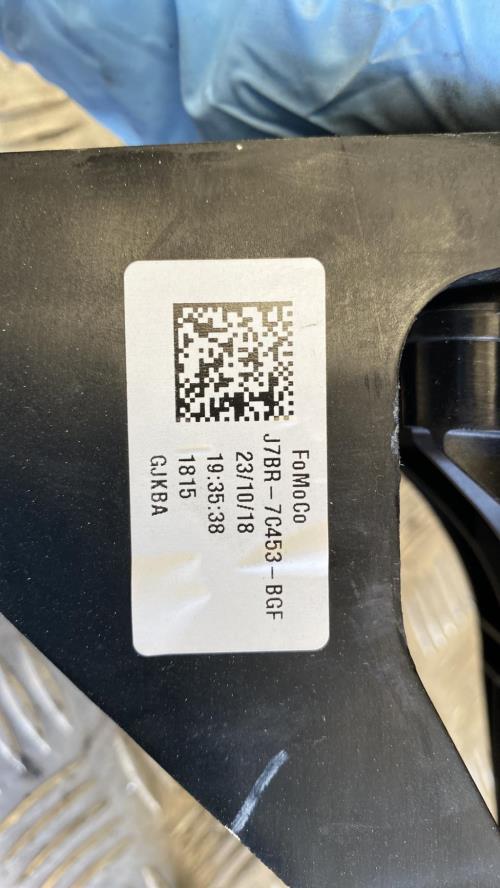 FoMoCo
J7BR-7C453-BGF
23/10/18
19:35:38
1815
GJKBA